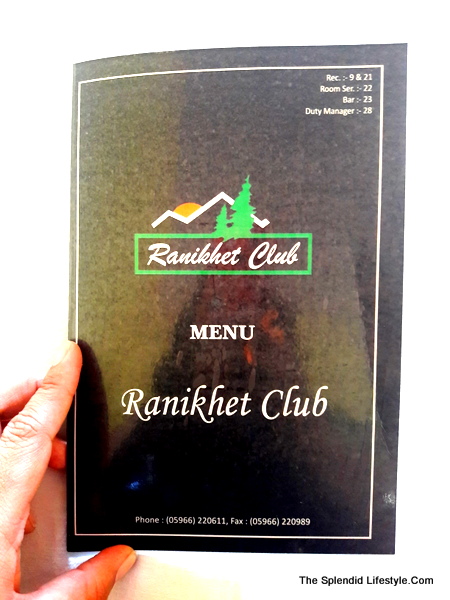 Rec. :- 9 & 21
Room Ser. :- 22
Bar :- 23
Duty Manager :- 28
Ranikhet Club
MENU
Ranikhet Club
Phone : (05966) 220611, Fax : (05966) 220989
The Splendid Lifestyle.Com